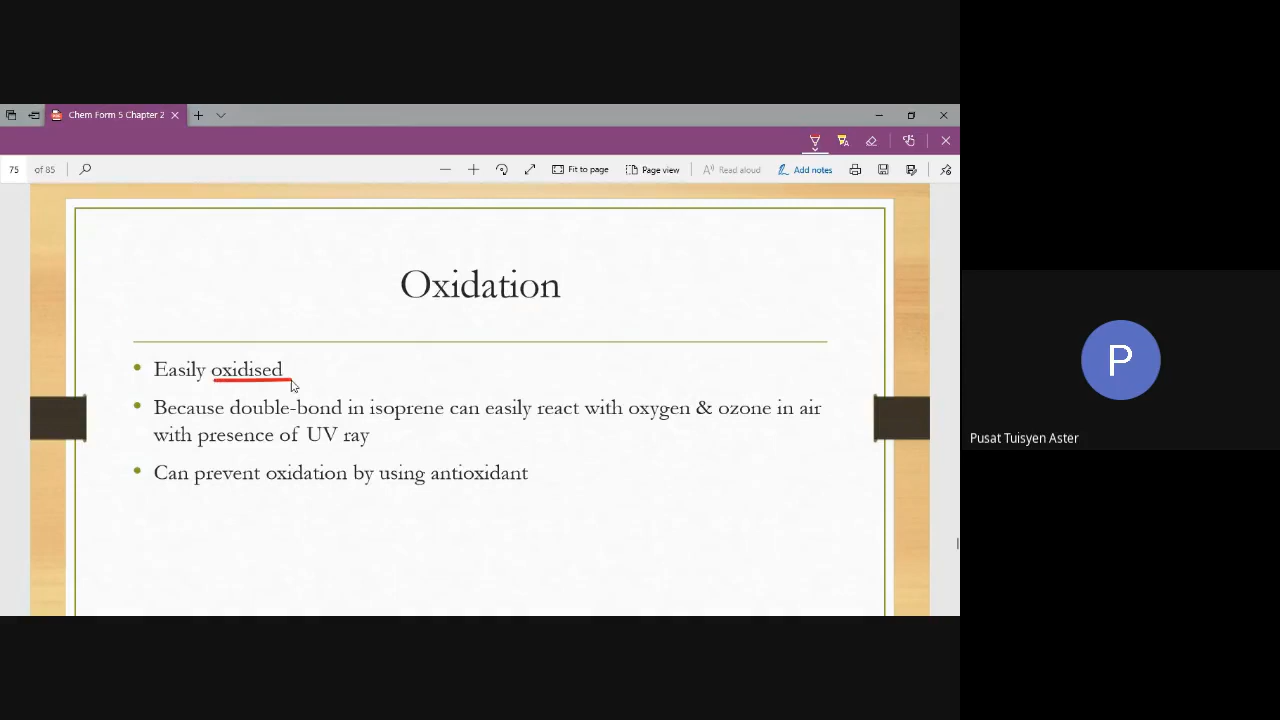 Chem Form 5 Chapter 2
75 of 85
Fit to page
Page view
Read aloud
Add notes
Oxidation
• Easily oxidised
• Because double-bond in isoprene can easily react with oxygen & ozone in air
with presence of UV ray
• Can prevent oxidation by using antioxidant
P
Pusat Tuisyen Aster